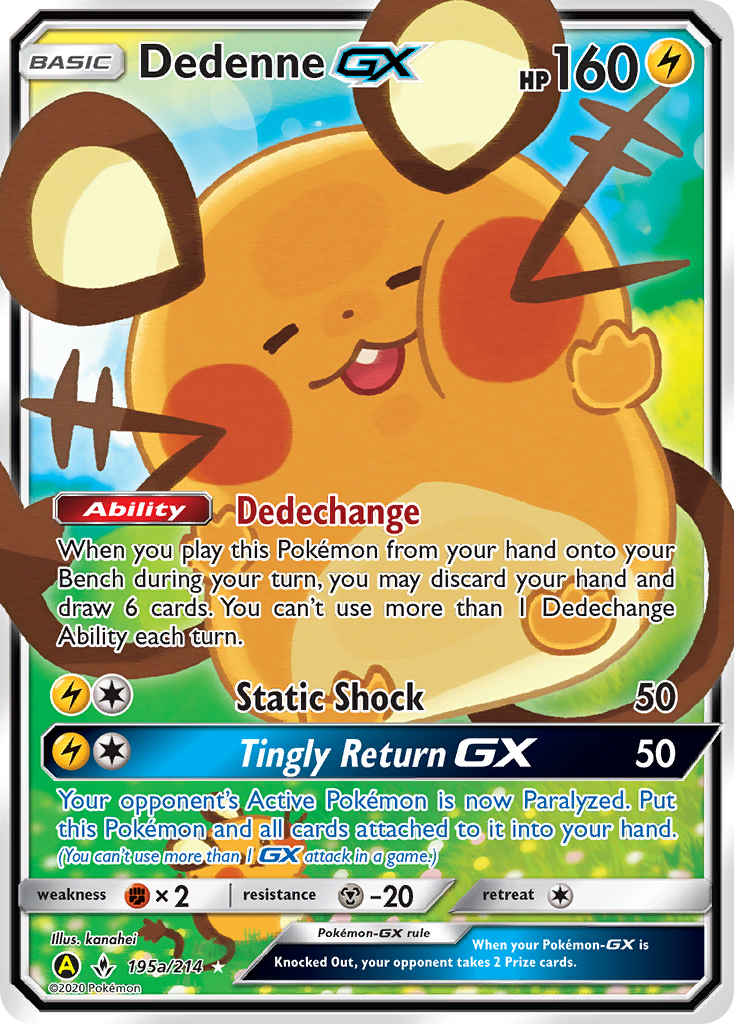 BASIC Dedenne GX HP 160
Ability Dedechange
When you play this Pokémon from your hand onto your
Bench during your turn, you may discard your hand and
draw 6 cards. You can't use more than 1 Dedechange
Ability each turn.
Static Shock 50
Tingly Return GX 50
Your opponent's Active Pokémon is now Paralyzed. Put
this Pokémon and all cards attached to it into your hand.
(You can't use more than 1 GX attack in a game.)
weakness × 2 resistance -20 retreat
Illus. kanahei
A 195a/214
©2020 Pokémon
Pokémon-GX rule
When your Pokémon-GX is
Knocked Out, your opponent takes 2 Prize cards.